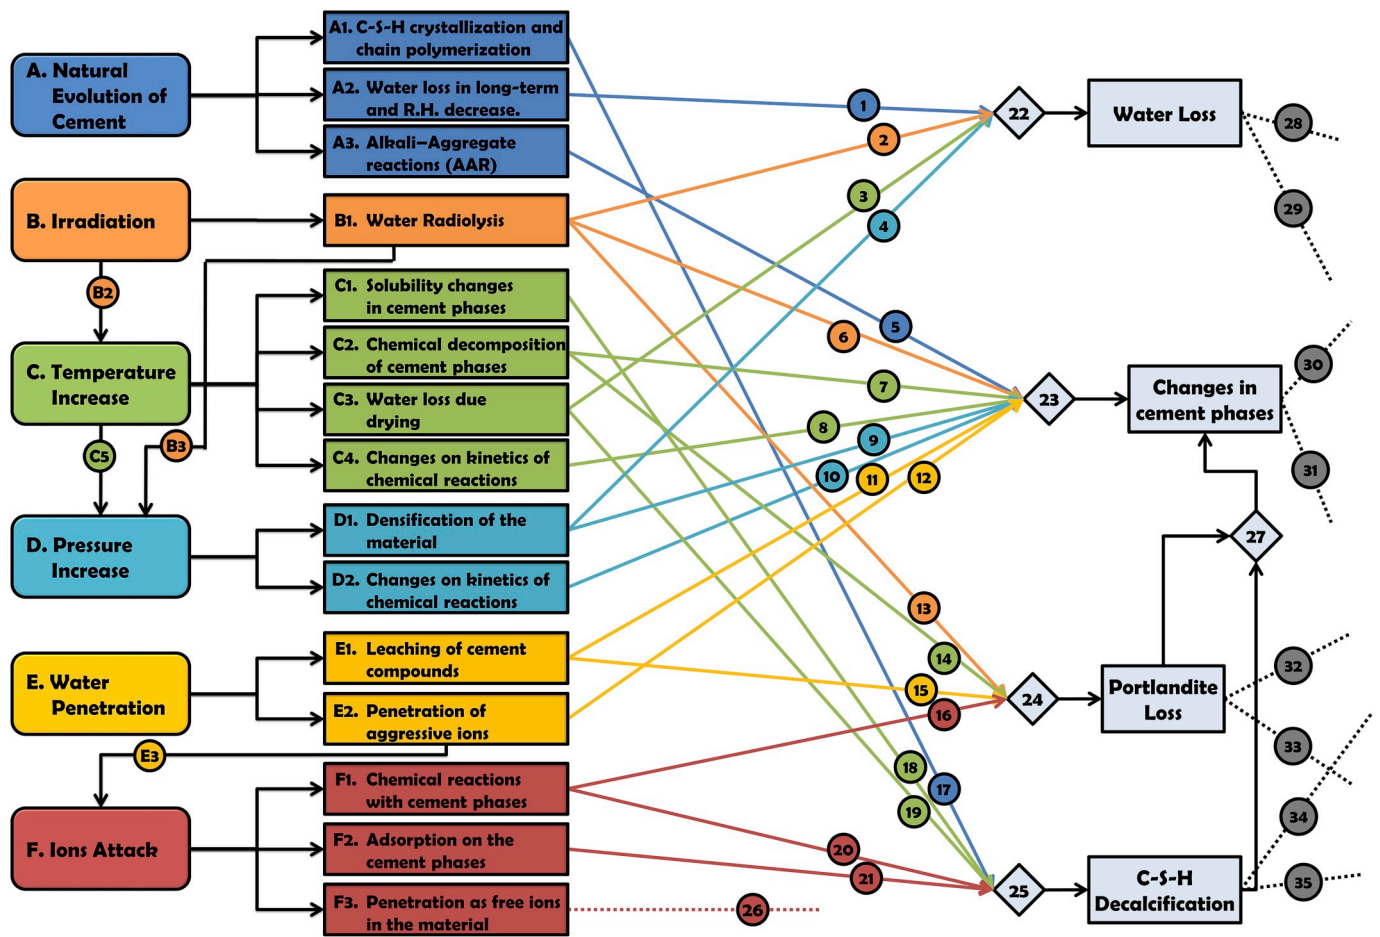 A. Natural
Evolution of
Cement
B. Irradiation
B2
C. Temperature
Increase
C5
B3
D. Pressure
Increase
E. Water
Penetration
E3
F. Ions Attack
A1. C-S-H crystallization and
chain polymerization
A2. Water loss in long-term
and R.H. decrease.
A3. Alkali–Aggregate
reactions (AAR)
B1. Water Radiolysis
C1. Solubility changes
in cement phases
C2. Chemical decomposition
of cement phases
C3. Water loss due
drying
C4. Changes on kinetics of
chemical reactions
D1. Densification of the
material
D2. Changes on kinetics of
chemical reactions
E1. Leaching of cement
compounds
E2. Penetration of
aggressive ions
F1. Chemical reactions
with cement phases
F2. Adsorption on the
cement phases
F3. Penetration as free ions
in the material
1
2
3
4
5
6
7
8
9
10
11
12
13
14
15
16
17
18
19
20
21
26
22
Water Loss
28
29
23
Changes in
cement phases
30
31
27
24
Portlandite
Loss
32
33
25
C-S-H
Decalcification
34
35